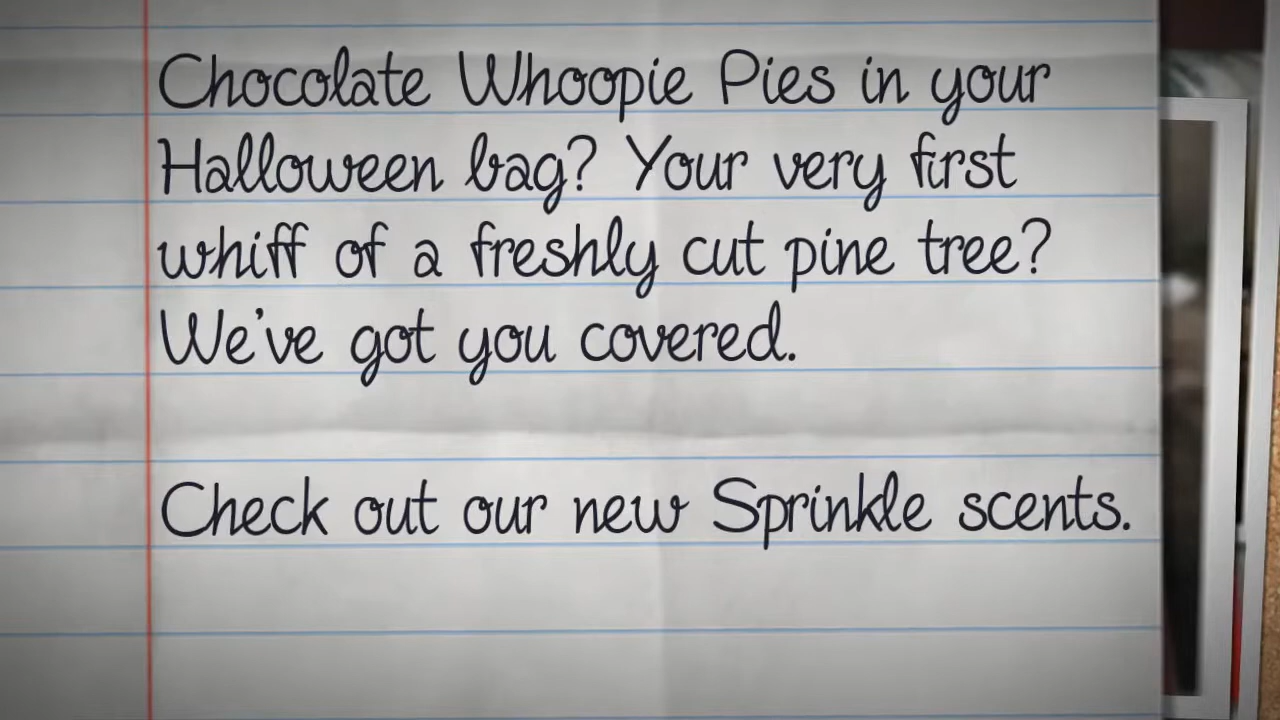 Chocolate Whoopie Pies in your
Halloween bag? Your very first
whiff of a freshly cut pine tree?
We've got you covered.
Check out our new Sprinkle scents.